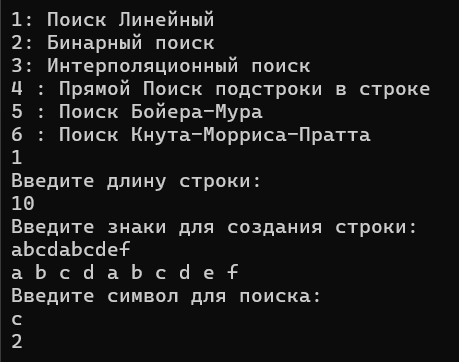 1: Поиск Линейный
2: Бинарный поиск
3: Интерполяционный поиск
4 : Прямой Поиск подстроки в строке
5 : Поиск Бойера-Мура
6 : Поиск Кнута-Морриса-Пратта
1
Введите длину строки:
10
Введите знаки для создания строки:
abcdabcdef
a b c d a b c d e f
Введите символ для поиска:
c
2